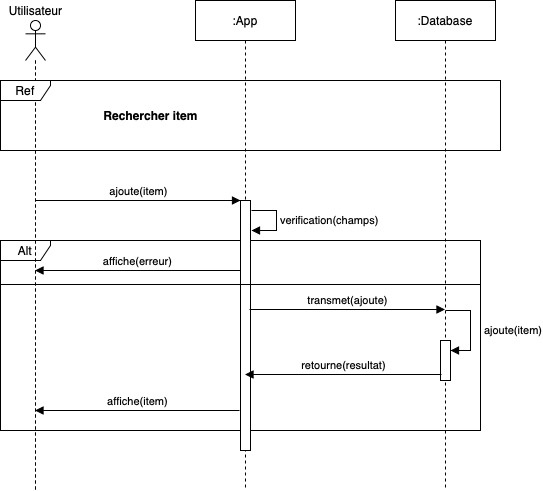 Utilisateur
:App
:Database
Ref
Rechercher item
ajoute(item)
verification(champs)
Alt
affiche(erreur)
transmet(ajoute)
ajoute(item)
retourne(resultat)
affiche(item)